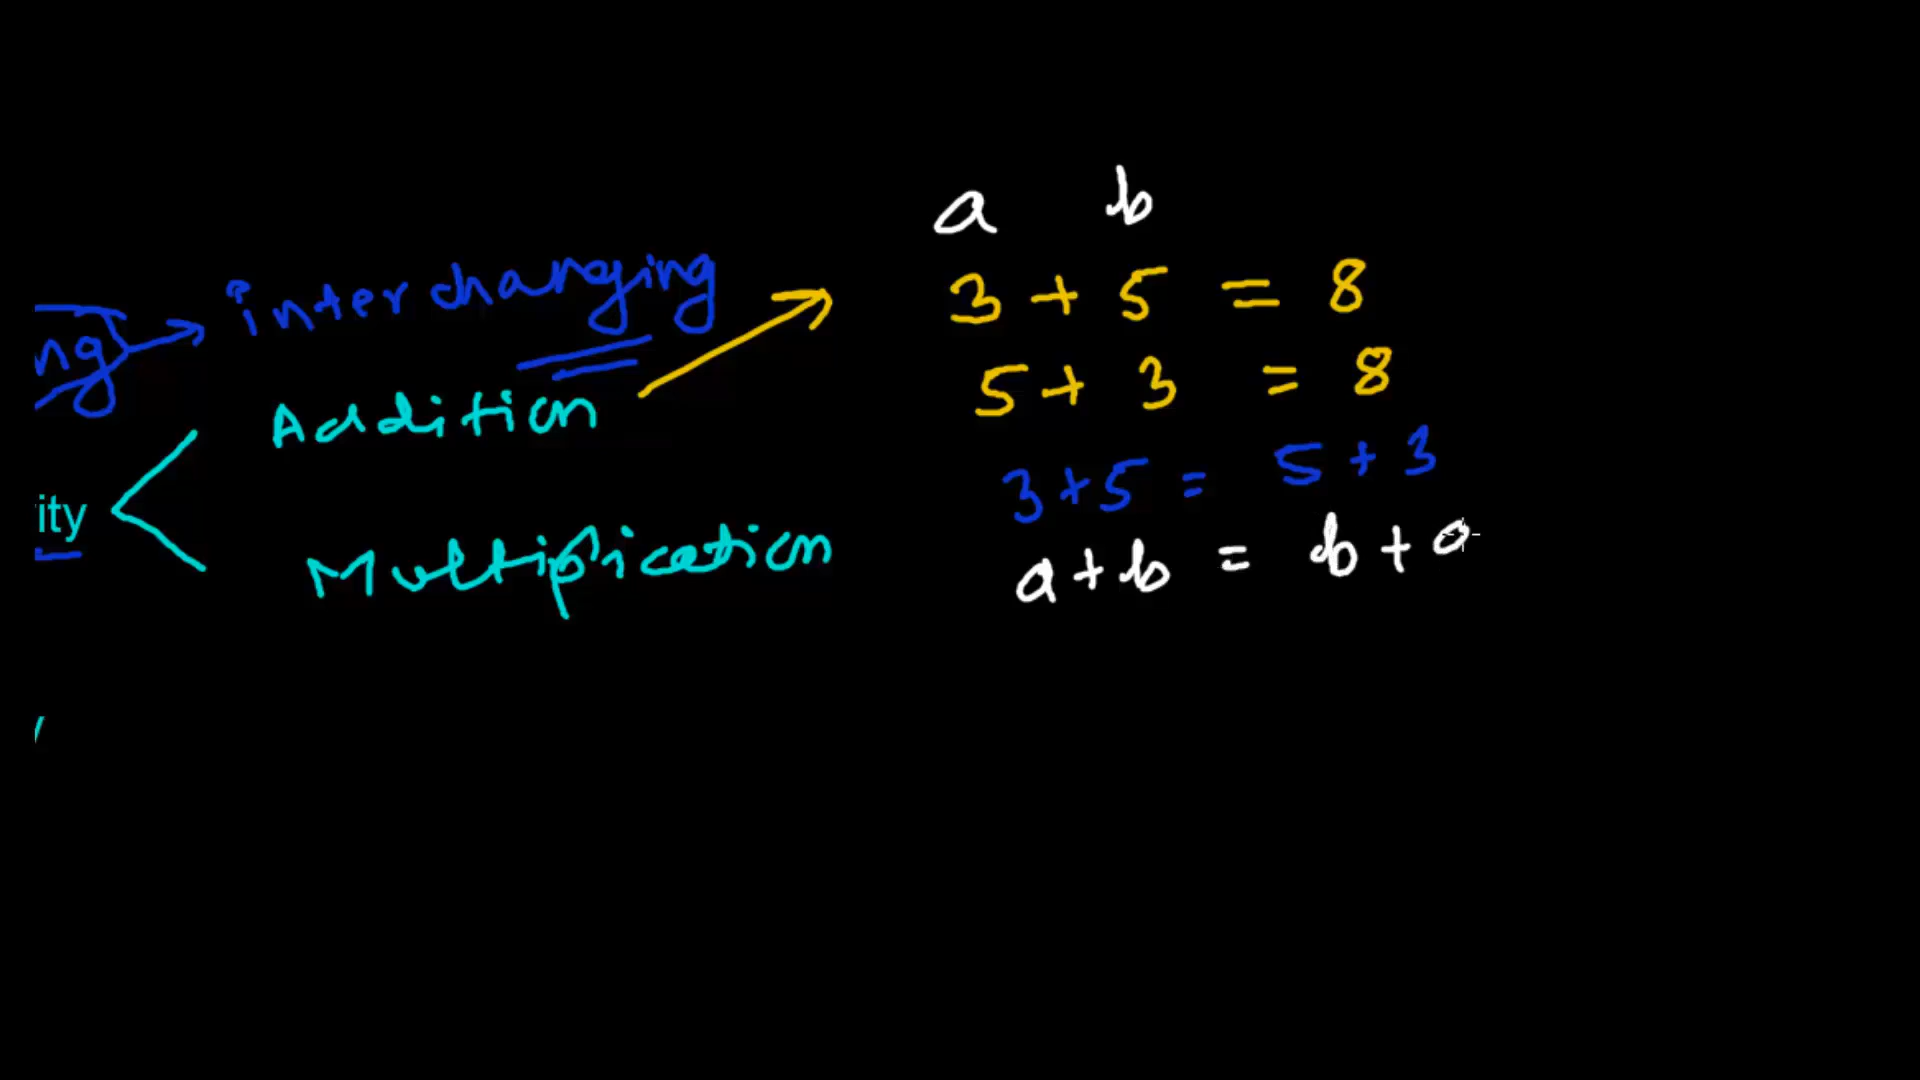 a b
interchanging
3 + 5 = 8
ng
5 + 3 = 8
Addition
3 + 5 = 5 + 3
ity
a + b = b + a
Multiplication